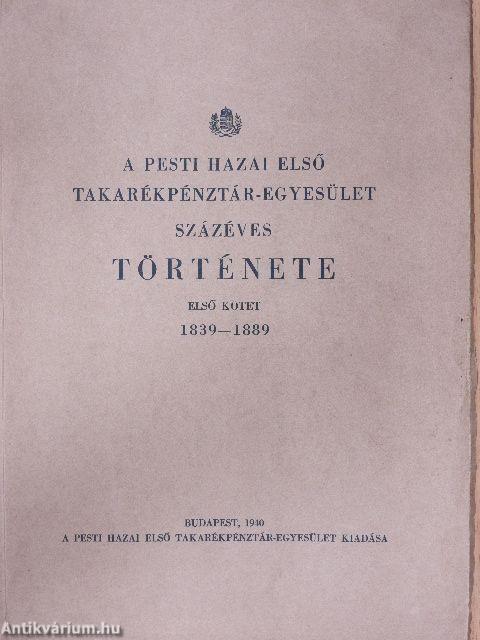 A PESTI HAZAI ELSŐ
TAKARÉKPÉNZTÁR-EGYESÜLET
SZÁZÉVES
TÖRTÉNETE
ELSŐ KÖTET
1839—1889
BUDAPEST, 1940
A PESTI HAZAI ELSŐ TAKARÉKPÉNZTÁR-EGYESÜLET KIADÁSA
Antikvárium.hu